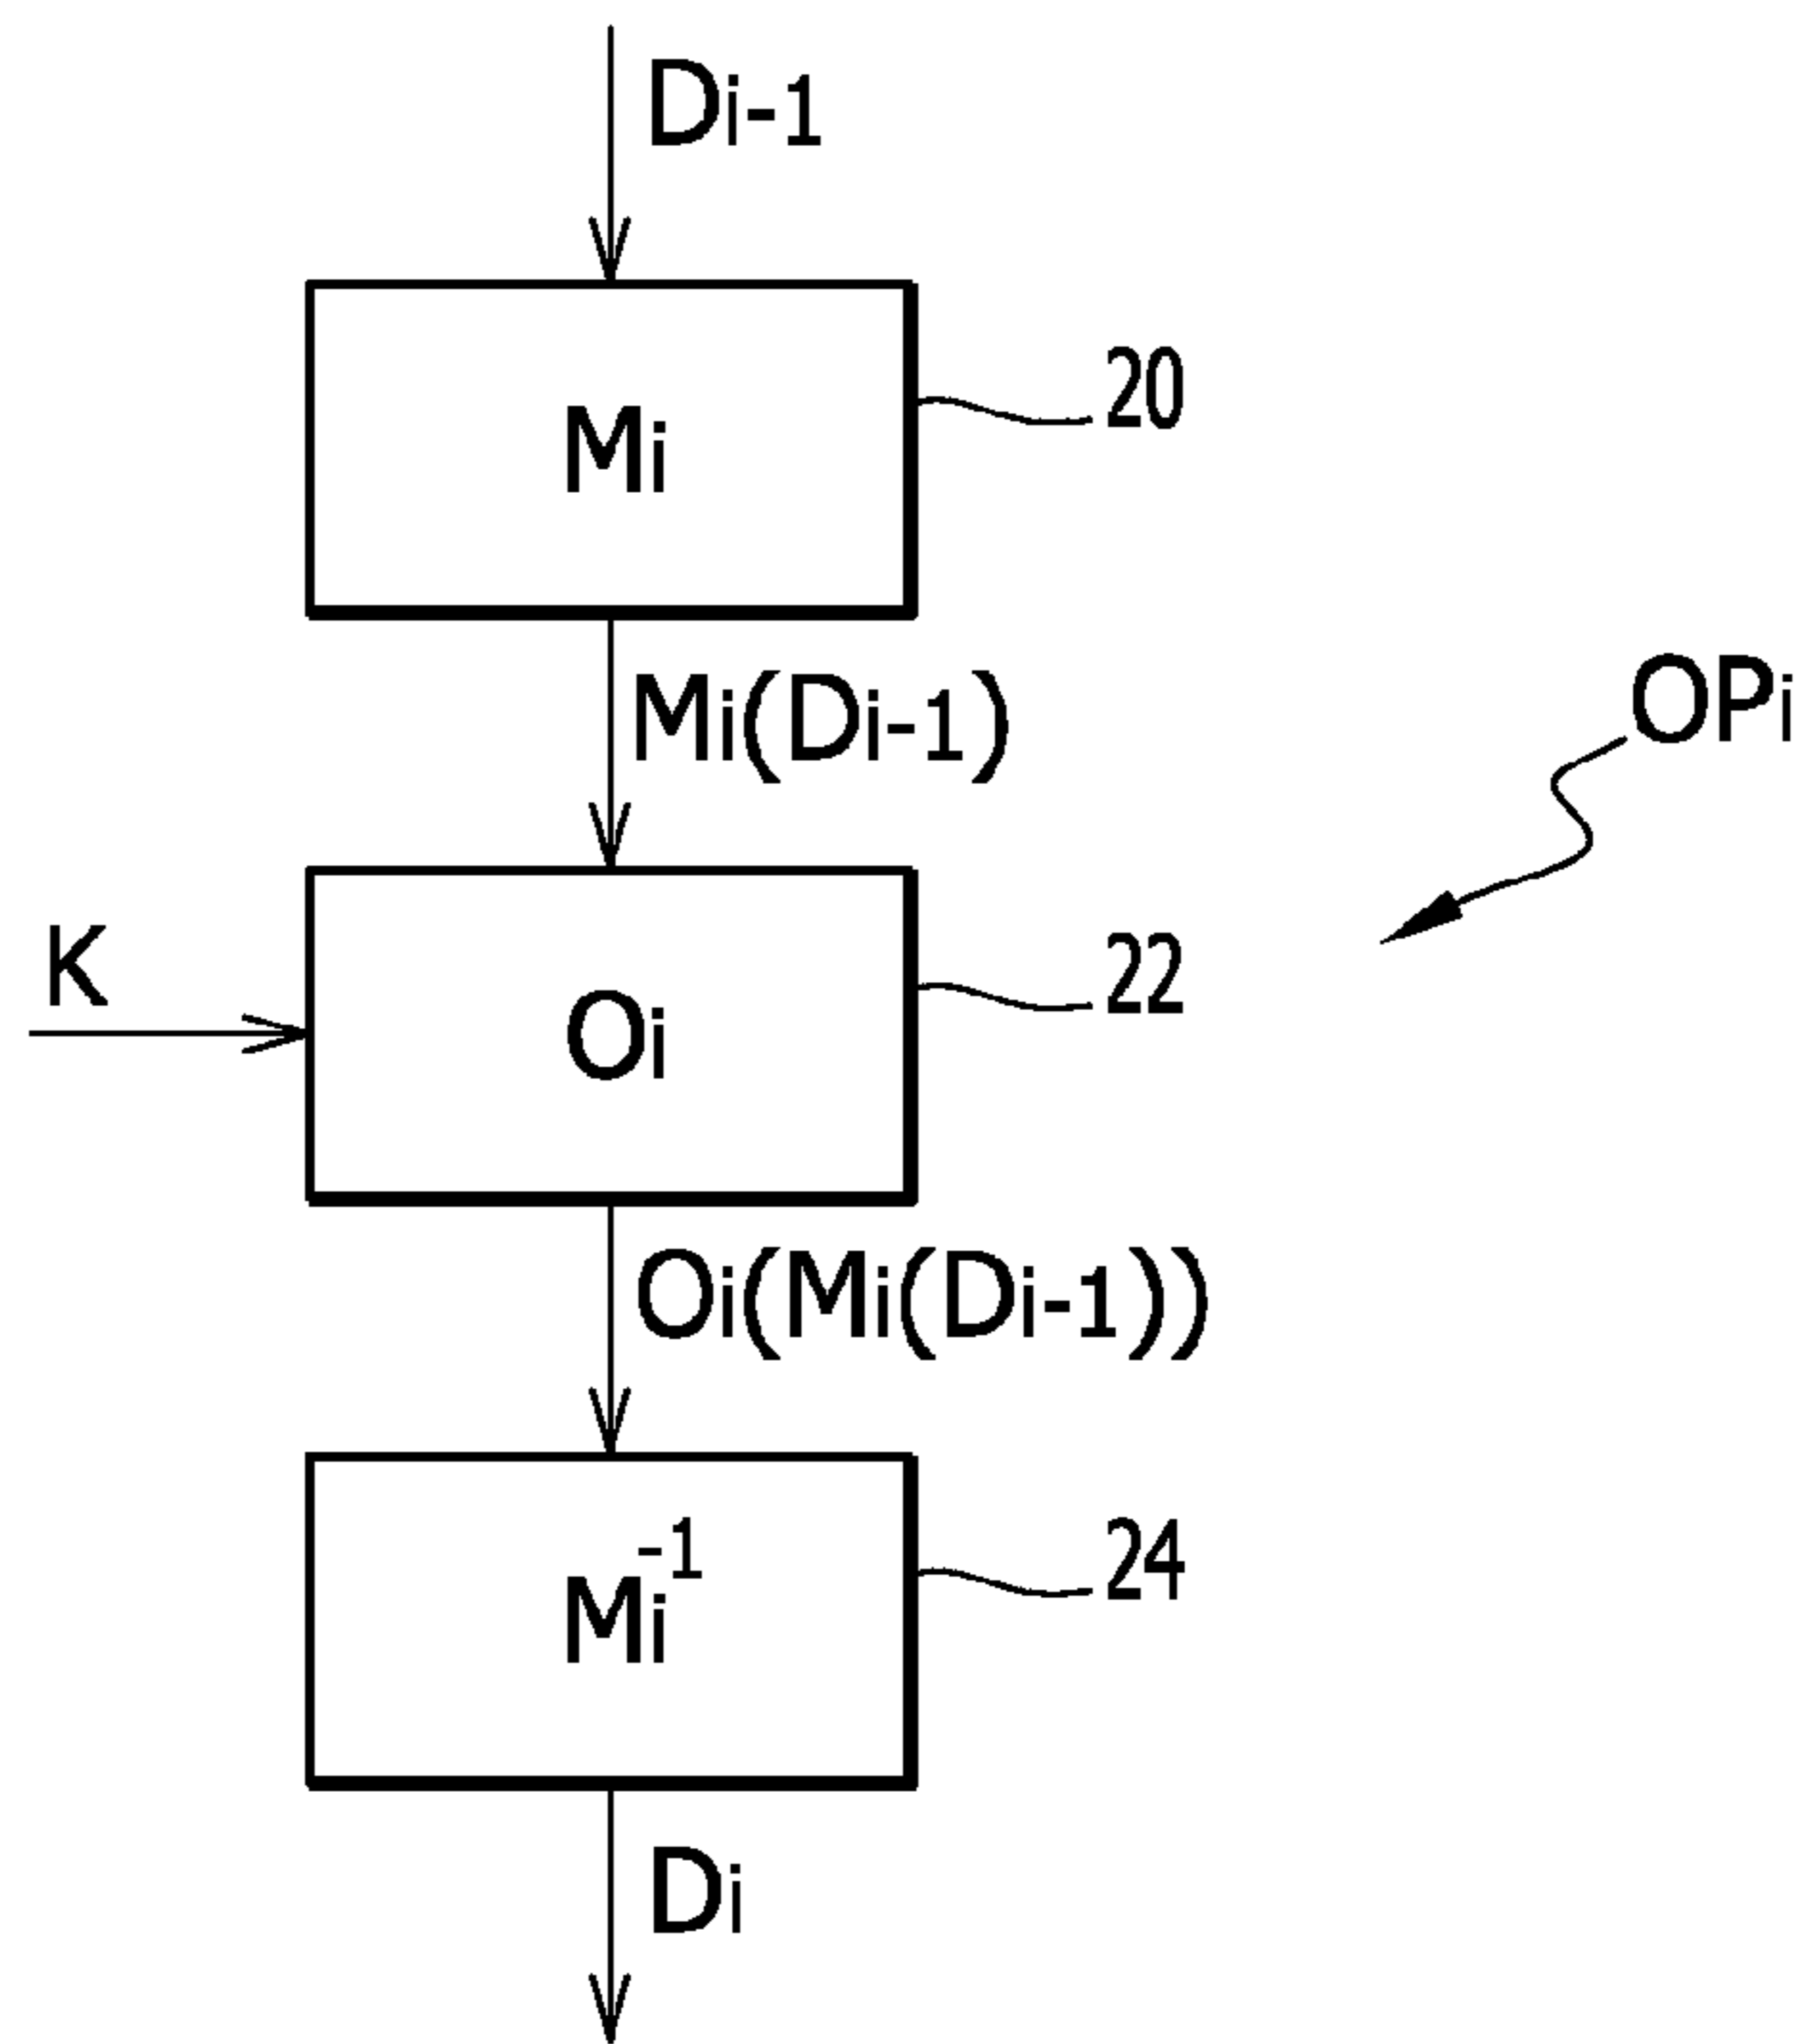 Di-1
Mi
20
Mi(Di-1)
OPi
K
Oi
22
Oi(Mi(Di-1))
Mi-1
24
Di